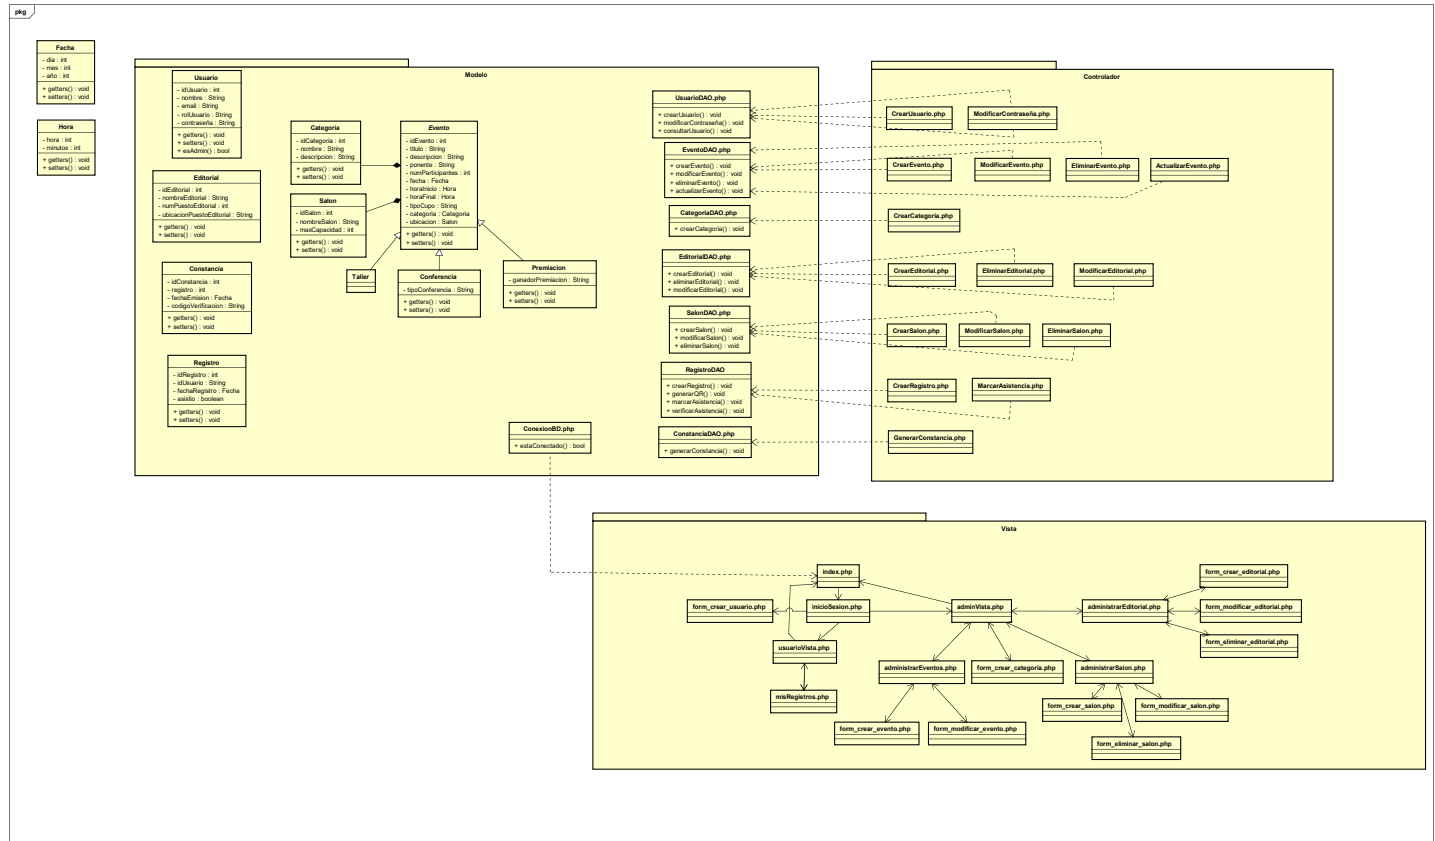 pkg
Fecha
- dia : int
- mes : int
- año : int
+ getters() : void
+ setters() : void
Hora
- hora : int
- minutos : int
+ getters() : void
+ setters() : void
Modelo
Usuario
- idUsuario : int
- nombre : String
- email : String
- rolUsuario : String
- contraseña : String
+ getters() : void
+ setters() : void
+ esAdmin() : bool
Editorial
- idEditorial : int
- nombreEditorial : String
- numPuestoEditorial : int
- ubicacionPuestoEditorial : String
+ getters() : void
+ setters() : void
Constancia
- idConstancia : int
- registro : int
- fechaEmision : Fecha
- codigoVerificacion : String
+ getters() : void
+ setters() : void
Registro
- idRegistro : int
- idUsuario : String
- fechaRegistro : Fecha
- asistio : boolean
+ getters() : void
+ setters() : void
Categoria
- idCategoria : int
- nombre : String
- descripcion : String
+ getters() : void
+ setters() : void
Salon
- idSalon : int
- nombreSalon : String
- maxCapacidad : int
+ getters() : void
+ setters() : void
Evento
- idEvento : int
- titulo : String
- descripcion : String
- ponente : String
- numParticipantes : int
- fecha : Fecha
- horaInicio : Hora
- horaFinal : Hora
- tipoCupo : String
- categoria : Categoria
- ubicacion : Salon
+ getters() : void
+ setters() : void
Taller
Conferencia
- tipoConferencia : String
+ getters() : void
+ setters() : void
Premiacion
- ganadorPremiacion : String
+ getters() : void
+ setters() : void
ConexionBD.php
+ estaConectado() : bool
UsuarioDAO.php
+ crearUsuario() : void
+ modificarContraseña() : void
+ consultarUsuario() : void
EventoDAO.php
+ crearEvento() : void
+ modificarEvento() : void
+ eliminarEvento() : void
+ actualizarEvento() : void
CategoriaDAO.php
+ crearCategoria() : void
EditorialDAO.php
+ crearEditorial() : void
+ eliminarEditorial() : void
+ modificarEditorial() : void
SalonDAO.php
+ crearSalon() : void
+ modificarSalon() : void
+ eliminarSalon() : void
RegistroDAO
+ crearRegistro() : void
+ generarQR() : void
+ marcarAsistencia() : void
+ verificarAsistencia() : void
ConstanciaDAO.php
+ generarConstancia() : void
Controlador
CrearUsuario.php
ModificarContraseña.php
CrearEvento.php
ModificarEvento.php
EliminarEvento.php
ActualizarEvento.php
CrearCategoria.php
CrearEditorial.php
EliminarEditorial.php
ModificarEditorial.php
CrearSalon.php
ModificarSalon.php
EliminarSalon.php
CrearRegistro.php
MarcarAsistencia.php
GenerarConstancia.php
Vista
index.php
form_crear_usuario.php
inicioSesion.php
adminVista.php
administrarEditorial.php
form_crear_editorial.php
form_modificar_editorial.php
form_eliminar_editorial.php
usuarioVista.php
misRegistros.php
administrarEventos.php
form_crear_categoria.php
administrarSalon.php
form_crear_evento.php
form_modificar_evento.php
form_crear_salon.php
form_modificar_salon.php
form_eliminar_salon.php